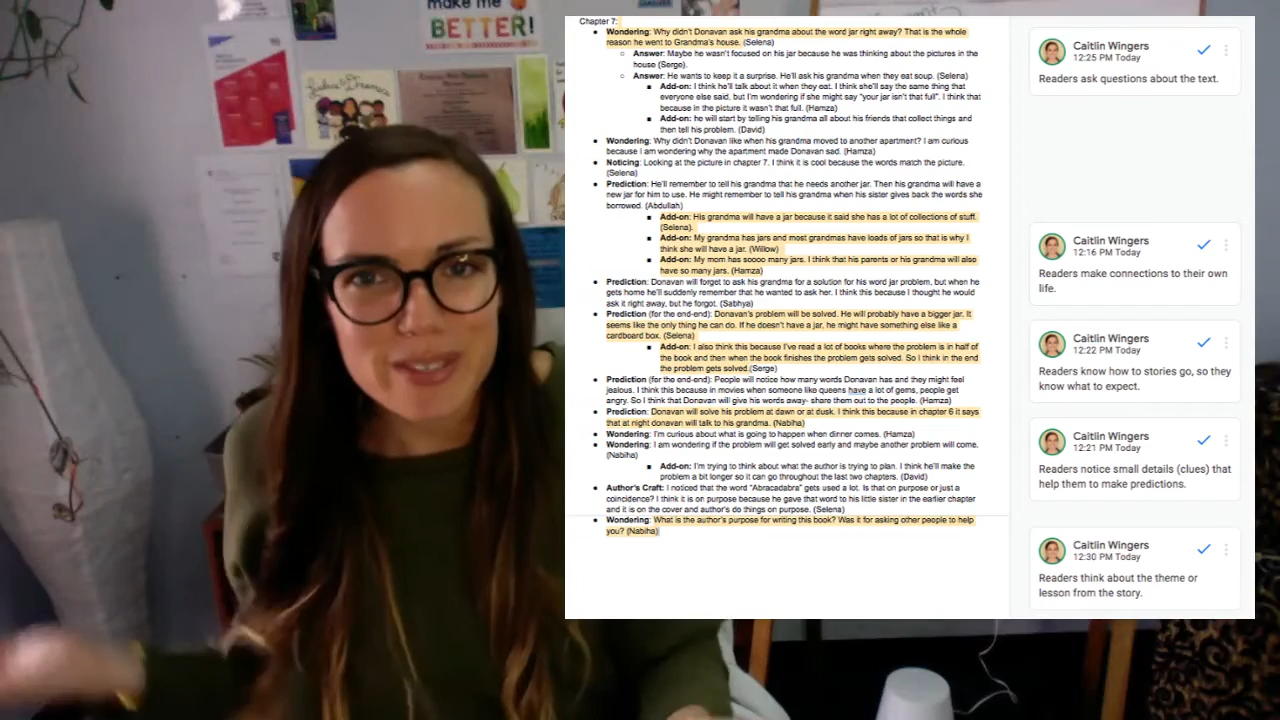 make me
BETTER!
Chapter 7:
● Wondering: Why didn't Donavan ask his grandma about the word jar right away? That is the whole
reason he went to Grandma's house. (Selena)
○ Answer: Maybe he wasn't focused on his jar because he was thinking about the pictures in the
house (Serge).
○ Answer: He wants to keep it a surprise. He'll ask his grandma when they eat soup. (Selena)
■ Add-on: I think he'll talk about it when they eat. I think she'll say the same thing that
everyone else said, but I'm wondering if she might say "your jar isn't that full". I think that
because in the picture it wasn't that full. (Hamza)
■ Add-on: he will start by telling his grandma all about his friends that collect things and
then tell his problem. (David)
● Wondering: Why didn't Donavan like when his grandma moved to another apartment? I am curious
because I am wondering why the apartment made Donavan sad. (Hamza)
● Noticing: Looking at the picture in chapter 7. I think it is cool because the words match the picture.
(Selena)
● Prediction: He'll remember to tell his grandma that he needs another jar. Then his grandma will have a
new jar for him to use. He might remember to tell his grandma when his sister gives back the words she
borrowed. (Abdullah)
■ Add-on: His grandma will have a jar because it said she has a lot of collections of stuff.
(Selena).
■ Add-on: My grandma has jars and most grandmas have loads of jars so that is why I
think she will have a jar. (Willow)
■ Add-on: My mom has soooo many jars. I think that his parents or his grandma will also
have so many jars. (Hamza)
● Prediction: Donavan will forget to ask his grandma for a solution for his word jar problem, but when he
gets home he'll suddenly remember that he wanted to ask her. I think this because I thought he would
ask it right away, but he forgot. (Sabhya)
● Prediction (for the end-end): Donavan's problem will be solved. He will probably have a bigger jar. It
seems like the only thing he can do. If he doesn't have a jar, he might have something else like a
cardboard box. (Selena)
■ Add-on: I also think this because I've read a lot of books where the problem is in half of
the book and then when the book finishes the problem gets solved. So I think in the end
the problem gets solved.(Serge)
● Prediction (for the end-end): People will notice how many words Donavan has and they might feel
jealous. I think this because in movies when someone like queens have a lot of gems, people get
angry. So I think that Donavan will give his words away- share them out to the people. (Hamza)
● Prediction: Donavan will solve his problem at dawn or at dusk. I think this because in chapter 6 it says
that at night donavan will talk to his grandma. (Nabiha)
● Wondering: I'm curious about what is going to happen when dinner comes. (Hamza)
● Wondering: I am wondering if the problem will get solved early and maybe another problem will come.
(Nabiha)
■ Add-on: I'm trying to think about what the author is trying to plan. I think he'll make the
problem a bit longer so it can go throughout the last two chapters. (David)
● Author's Craft: I noticed that the word "Abracadabra" gets used a lot. Is that on purpose or just a
coincidence? I think it is on purpose because he gave that word to his little sister in the earlier chapter
and it is on the cover and author's do things on purpose. (Selena)
● Wondering: What is the author's purpose for writing this book? Was it for asking other people to help
you? (Nabiha)
Caitlin Wingers
12:25 PM Today
Readers ask questions about the text.
Caitlin Wingers
12:16 PM Today
Readers make connections to their own
life.
Caitlin Wingers
12:22 PM Today
Readers know how to stories go, so they
know what to expect.
Caitlin Wingers
12:21 PM Today
Readers notice small details (clues) that
help them to make predictions.
Caitlin Wingers
12:30 PM Today
Readers think about the theme or
lesson from the story.